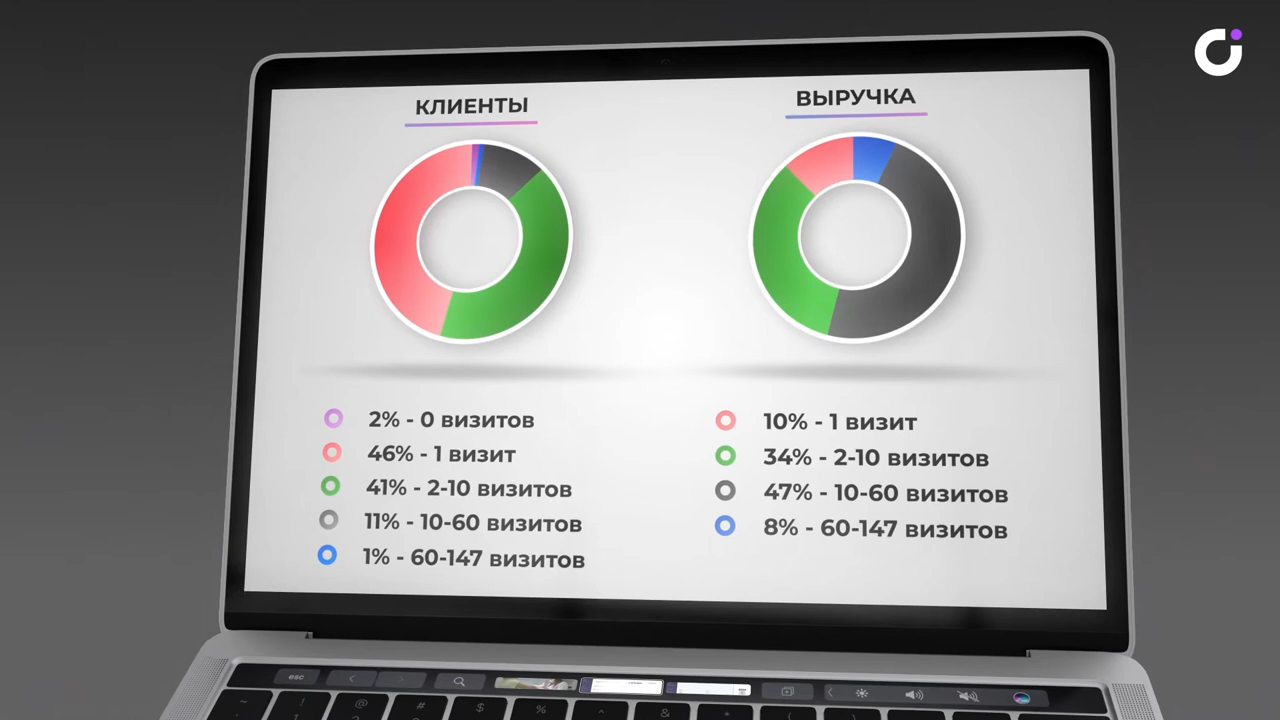 КЛИЕНТЫ
2% - 0 визитов
46% - 1 визит
41% - 2-10 визитов
11% - 10-60 визитов
1% - 60-147 визитов
ВЫРУЧКА
10% - 1 визит
34% - 2-10 визитов
47% - 10-60 визитов
8% - 60-147 визитов
esc
~ ! @ # $ % ^ & * ( )